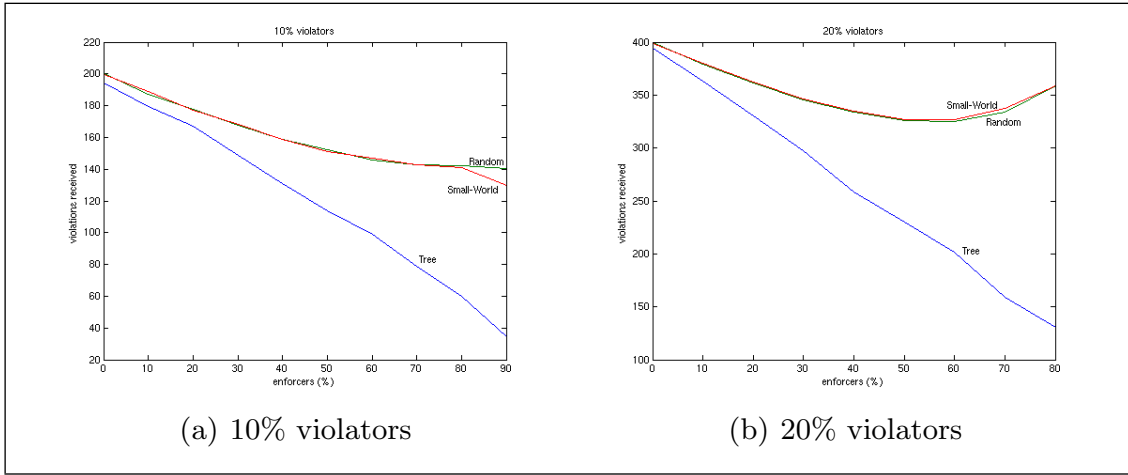 10% violators
220
200
180
160
140
120
100
80
60
40
20
violations received
Random
Small-World
Tree
0 10 20 30 40 50 60 70 80 90
enforcers (%)
(a) 10% violators
20% violators
400
350
300
250
200
150
100
violations received
Small-World
Random
Tree
0 10 20 30 40 50 60 70 80
enforcers (%)
(b) 20% violators